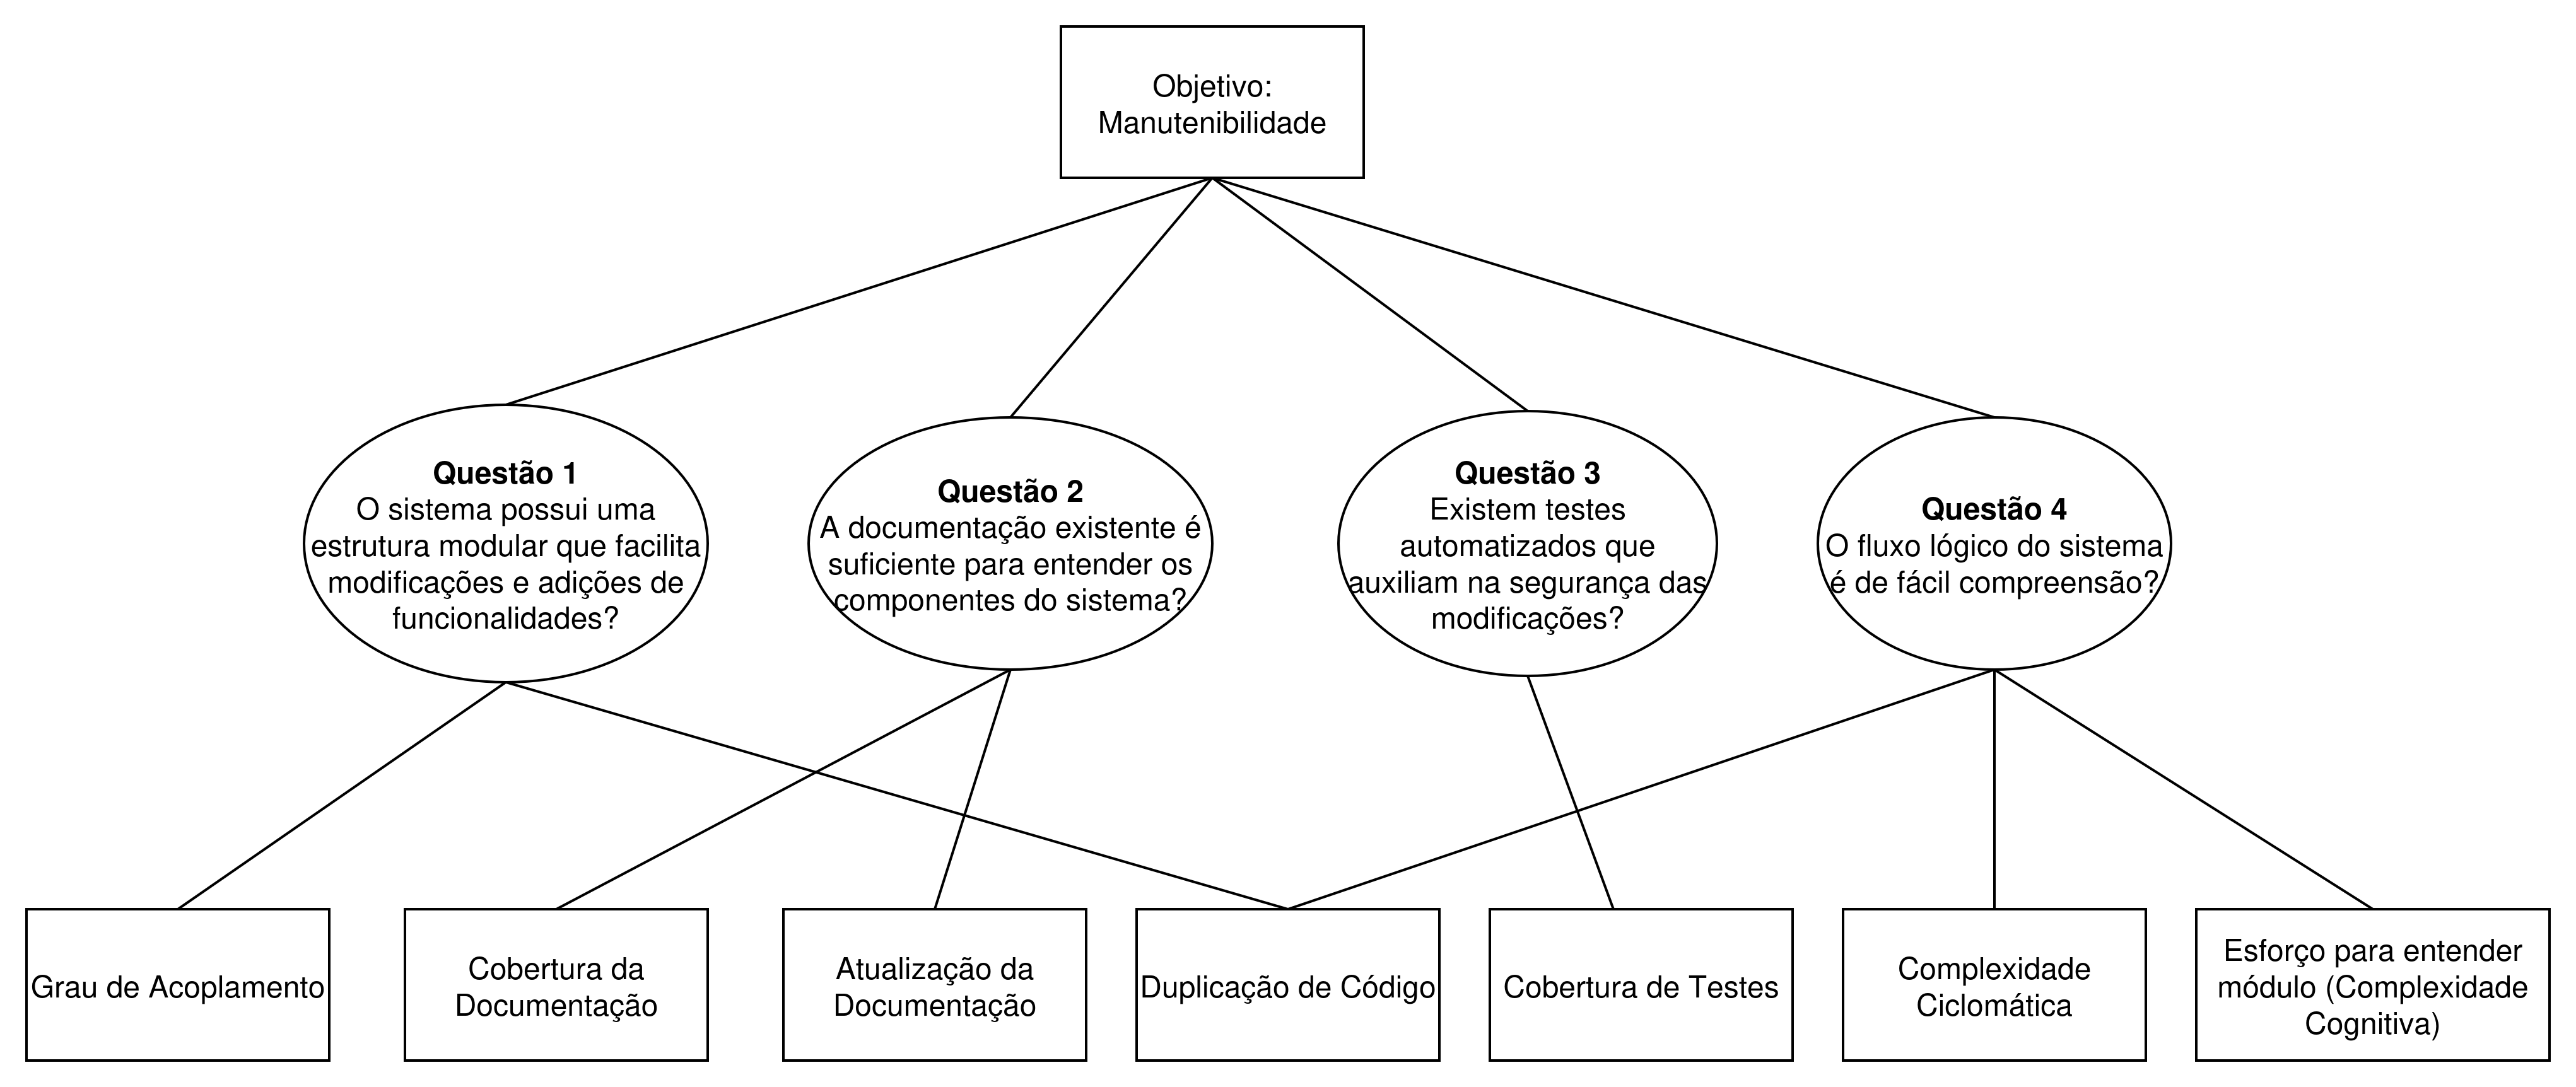 Objetivo:
Manutenibilidade
Questão 1
O sistema possui uma
estrutura modular que facilita
modificações e adições de
funcionalidades?
Questão 2
A documentação existente é
suficiente para entender os
componentes do sistema?
Questão 3
Existem testes
automatizados que
auxiliam na segurança das
modificações?
Questão 4
O fluxo lógico do sistema
é de fácil compreensão?
Grau de Acoplamento
Cobertura da
Documentação
Atualização da
Documentação
Duplicação de Código
Cobertura de Testes
Complexidade
Ciclomática
Esforço para entender
módulo (Complexidade
Cognitiva)